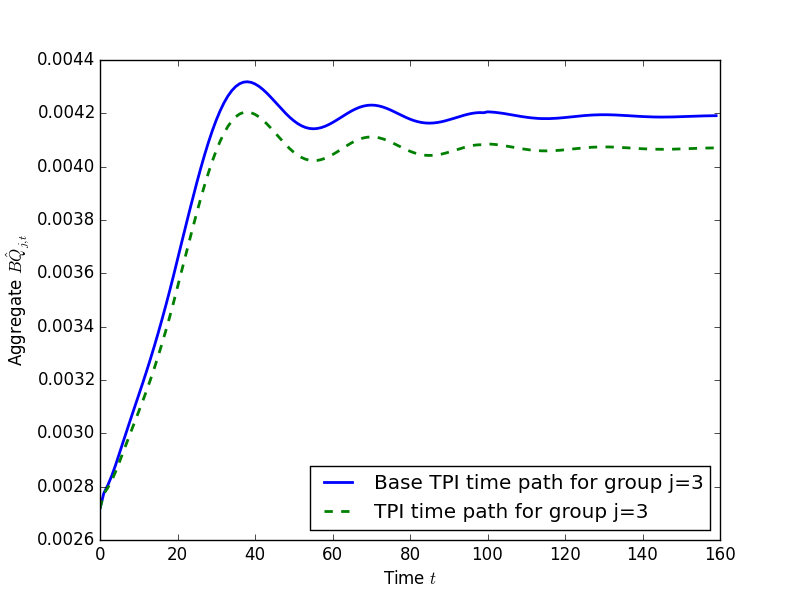 0.0044
0.0042
0.0040
0.0038
0.0036
0.0034
0.0032
0.0030
0.0028
0.0026
Aggregate $\hat{BQ}_{j,t}$
0 20 40 60 80 100 120 140 160
Time t
Base TPI time path for group j=3
TPI time path for group j=3